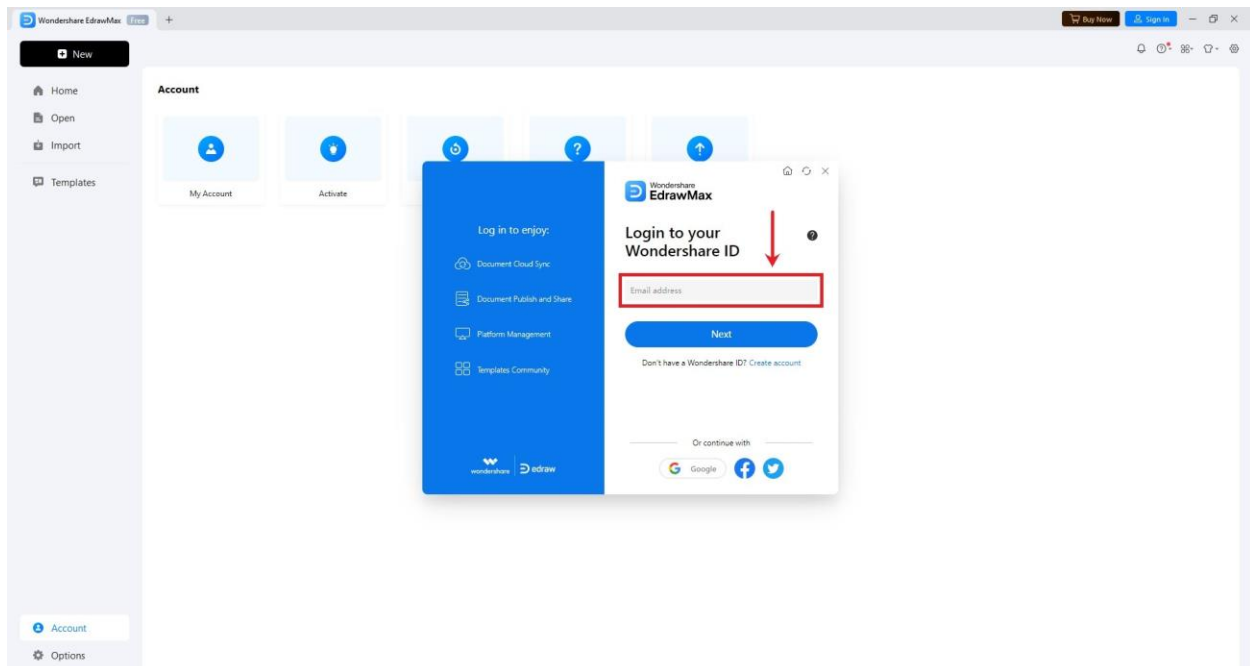 Wondershare EdrawMax Free +
Buy Now
Sign In
New
Home
Open
Import
Templates
Account
My Account
Activate
Wondershare
EdrawMax
Log in to enjoy:
Document Cloud Sync
Document Publish and Share
Platform Management
Templates Community
wondershare
edraw
Login to your
Wondershare ID
Email address
Next
Don't have a Wondershare ID? Create account
Or continue with
Google
Account
Options